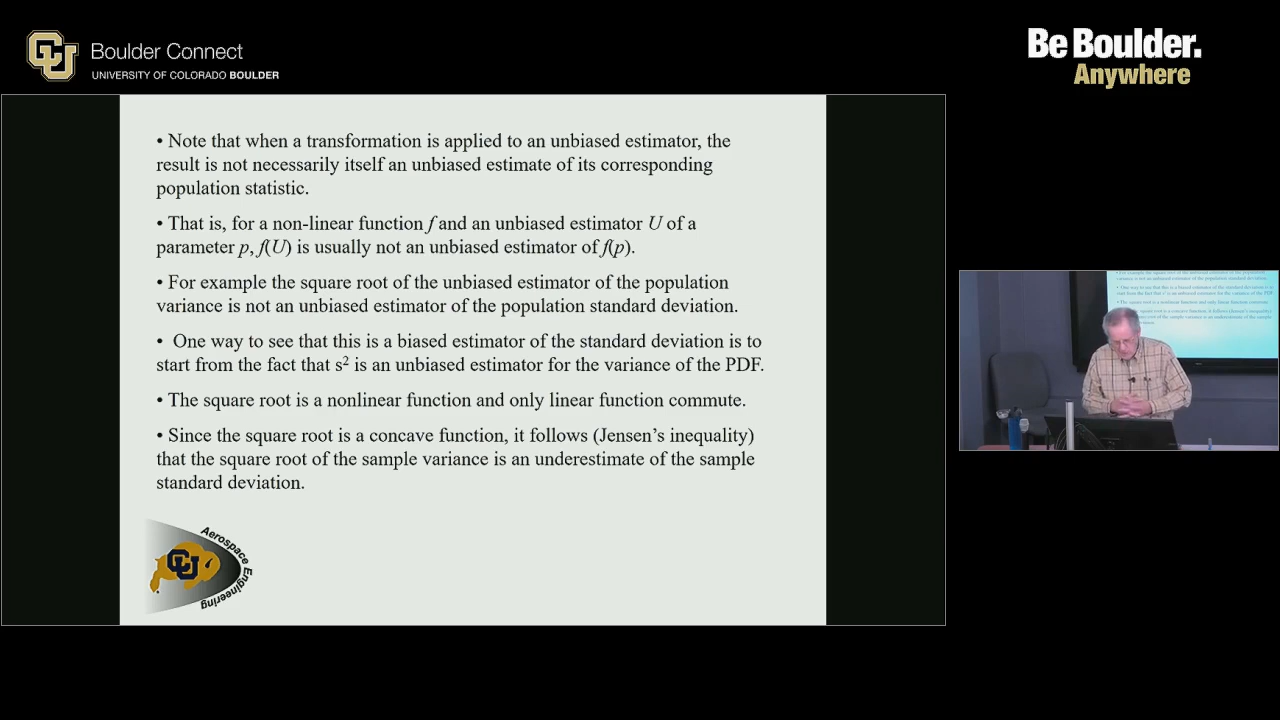 Boulder Connect
UNIVERSITY OF COLORADO BOULDER
Be Boulder.
Anywhere
• Note that when a transformation is applied to an unbiased estimator, the
result is not necessarily itself an unbiased estimate of its corresponding
population statistic.
• That is, for a non-linear function f and an unbiased estimator U of a
parameter p, f(U) is usually not an unbiased estimator of f(p).
• For example the square root of the unbiased estimator of the population
variance is not an unbiased estimator of the population standard deviation.
• One way to see that this is a biased estimator of the standard deviation is to
start from the fact that s² is an unbiased estimator for the variance of the PDF.
• The square root is a nonlinear function and only linear function commute.
• Since the square root is a concave function, it follows (Jensen’s inequality)
that the square root of the sample variance is an underestimate of the sample
standard deviation.
CU
Aerospace Engineering